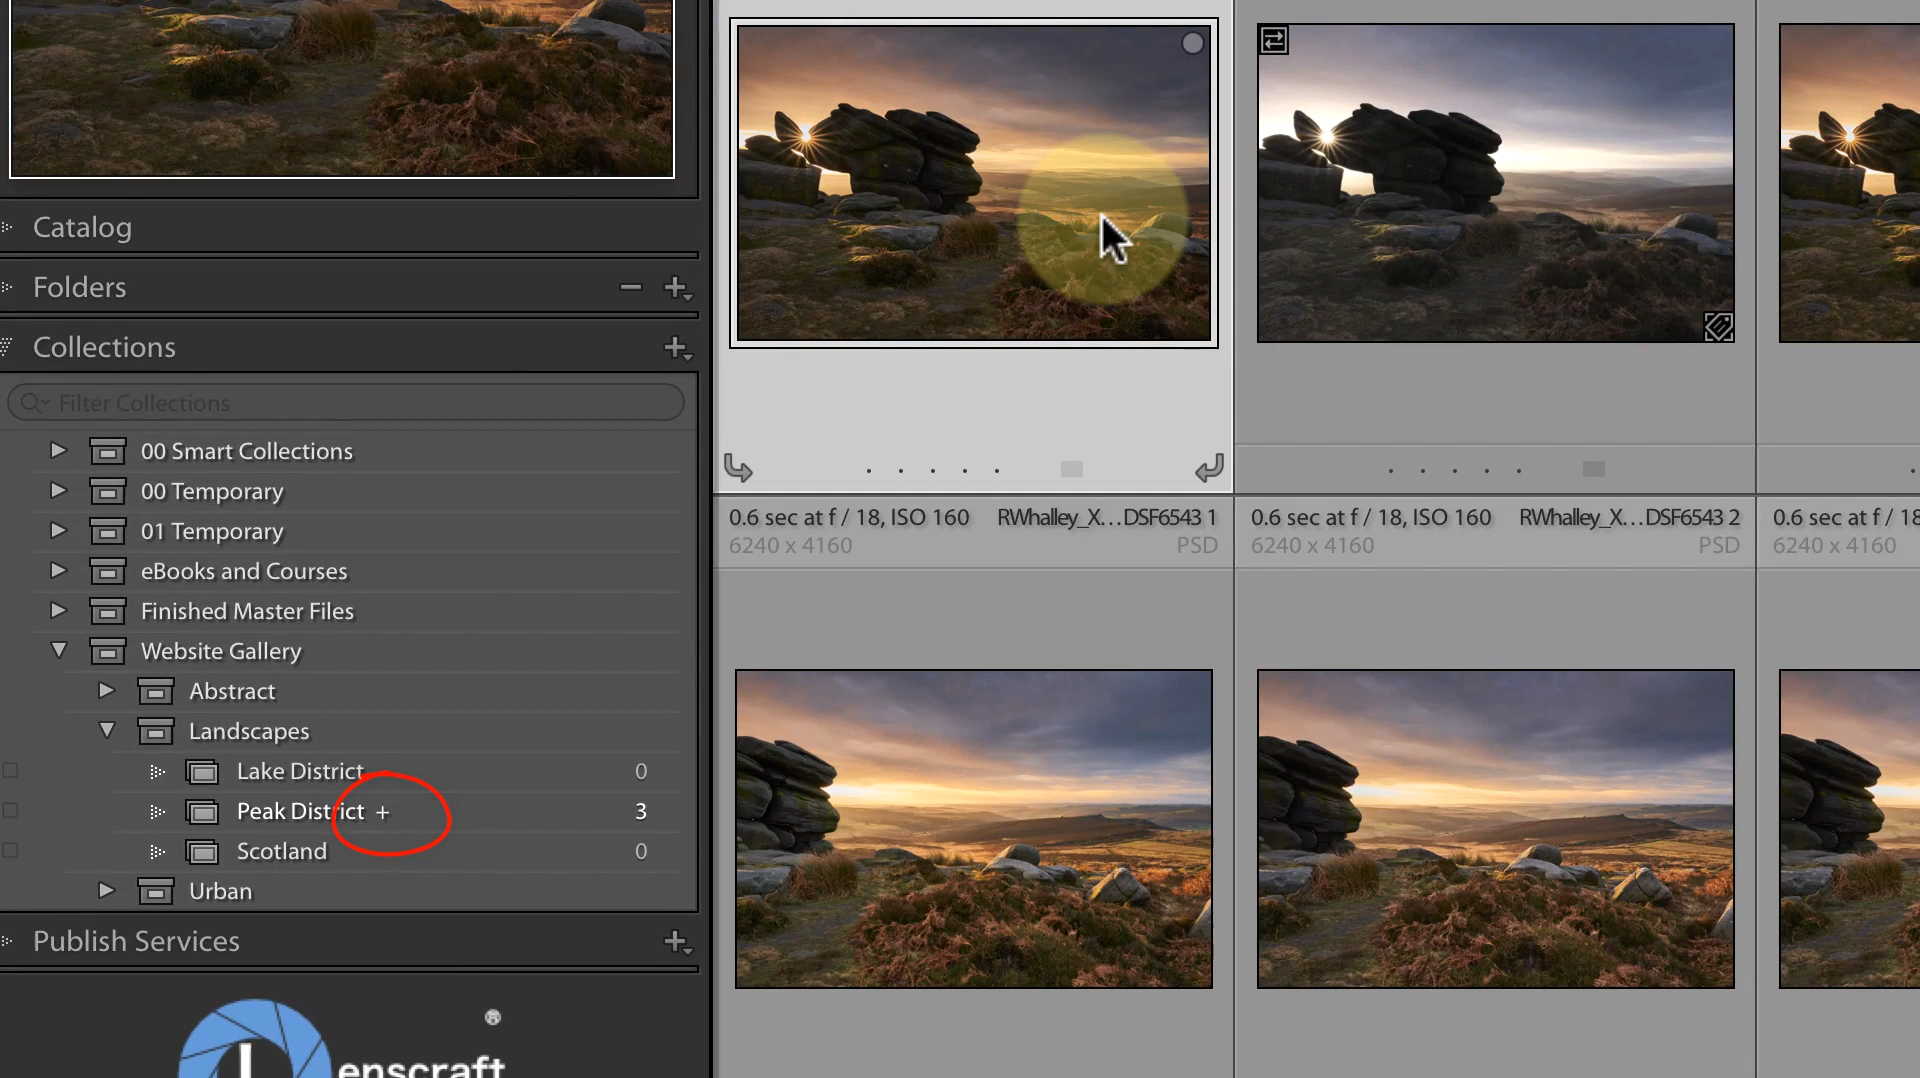 Catalog
Folders
Collections
Filter Collections
00 Smart Collections
00 Temporary
01 Temporary
eBooks and Courses
Finished Master Files
Website Gallery
Abstract
Landscapes
Lake District 0
Peak District + 3
Scotland 0
Urban
Publish Services
enscraft
0.6 sec at f / 18, ISO 160 RWhalley_X...DSF6543 1
6240 x 4160 PSD
0.6 sec at f / 18, ISO 160 RWhalley_X...DSF6543 2
6240 x 4160 PSD
0.6 sec at f / 18
6240 x 4160